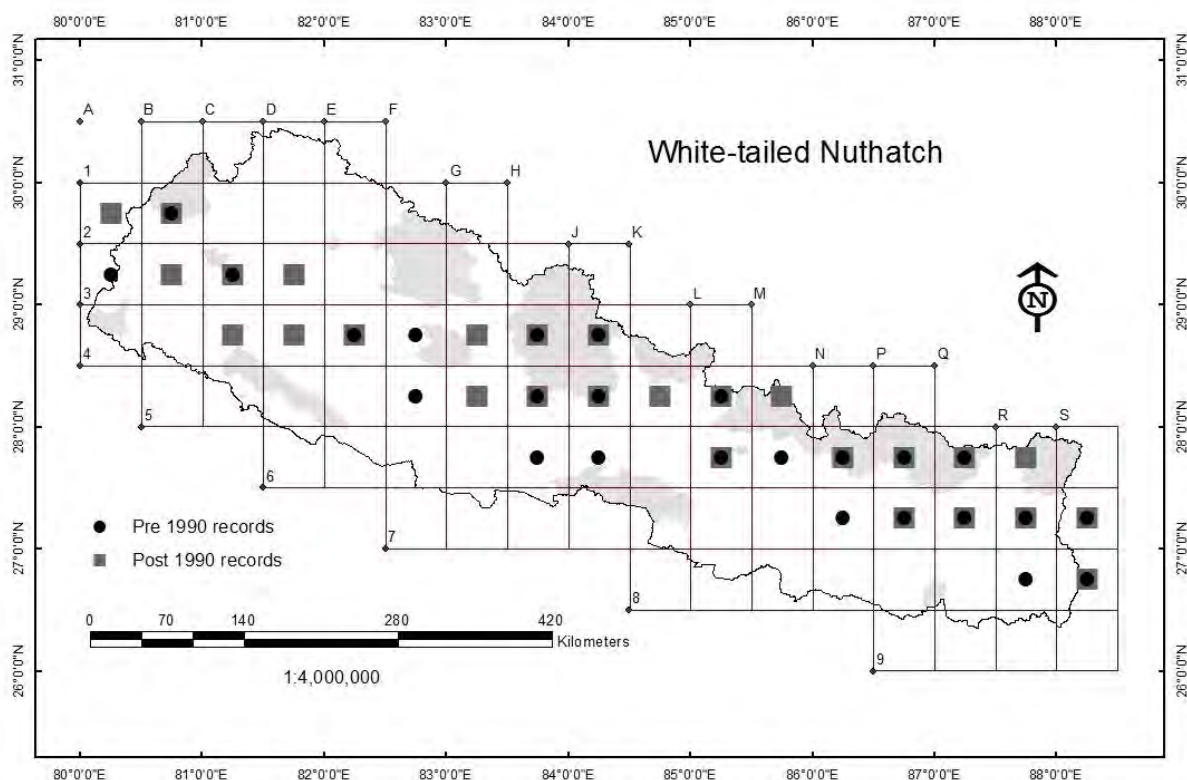 80°0'0"E 81°0'0"E 82°0'0"E 83°0'0"E 84°0'0"E 85°0'0"E 86°0'0"E 87°0'0"E 88°0'0"E
31°0'0"N 31°0'0"N
A B C D E F
White-tailed Nuthatch
1 G H
30°0'0"N 30°0'0"N
2 J K
3 L M
29°0'0"N 29°0'0"N
N
4 N P Q
5 R S
28°0'0"N 28°0'0"N
6
Pre 1990 records
7
27°0'0"N 27°0'0"N
Post 1990 records
8
0 70 140 280 420
Kilometers
9
1:4,000,000
26°0'0"N 26°0'0"N
80°0'0"E 81°0'0"E 82°0'0"E 83°0'0"E 84°0'0"E 85°0'0"E 86°0'0"E 87°0'0"E 88°0'0"E